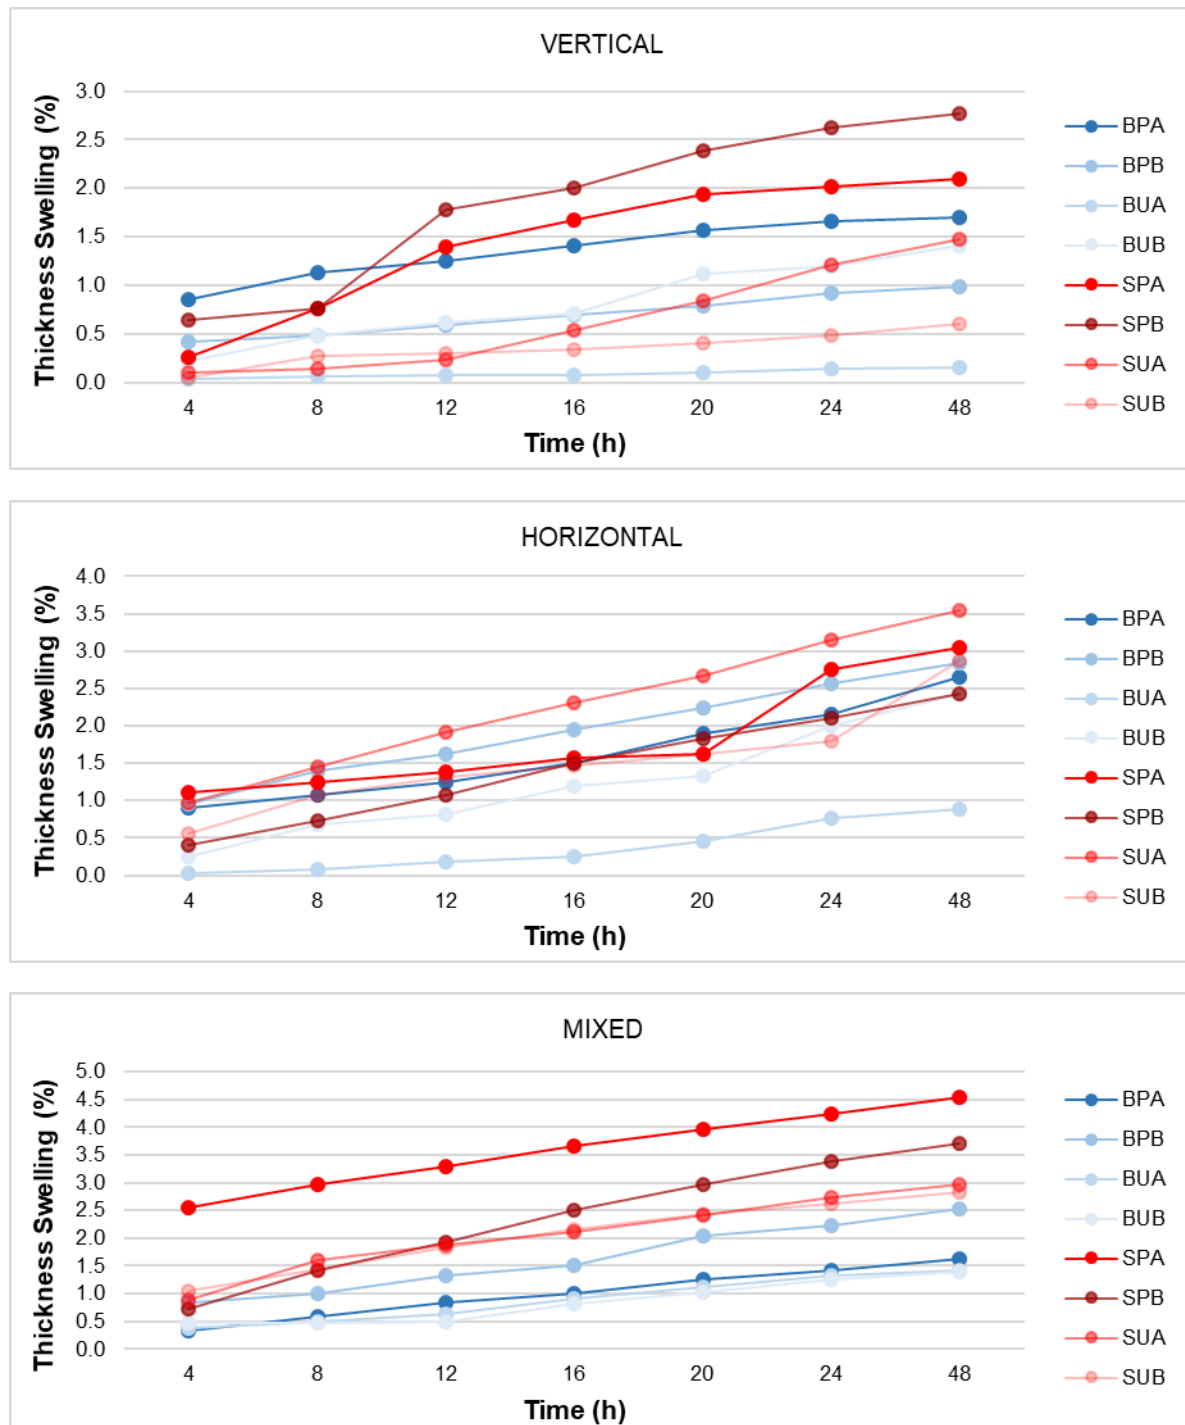 VERTICAL
Thickness Swelling (%)
3.0
2.5
2.0
1.5
1.0
0.5
0.0
4 8 12 16 20 24 48
Time (h)
BPA
BPB
BUA
BUB
SPA
SPB
SUA
SUB
HORIZONTAL
Thickness Swelling (%)
4.0
3.5
3.0
2.5
2.0
1.5
1.0
0.5
0.0
4 8 12 16 20 24 48
Time (h)
BPA
BPB
BUA
BUB
SPA
SPB
SUA
SUB
MIXED
Thickness Swelling (%)
5.0
4.5
4.0
3.5
3.0
2.5
2.0
1.5
1.0
0.5
0.0
4 8 12 16 20 24 48
Time (h)
BPA
BPB
BUA
BUB
SPA
SPB
SUA
SUB